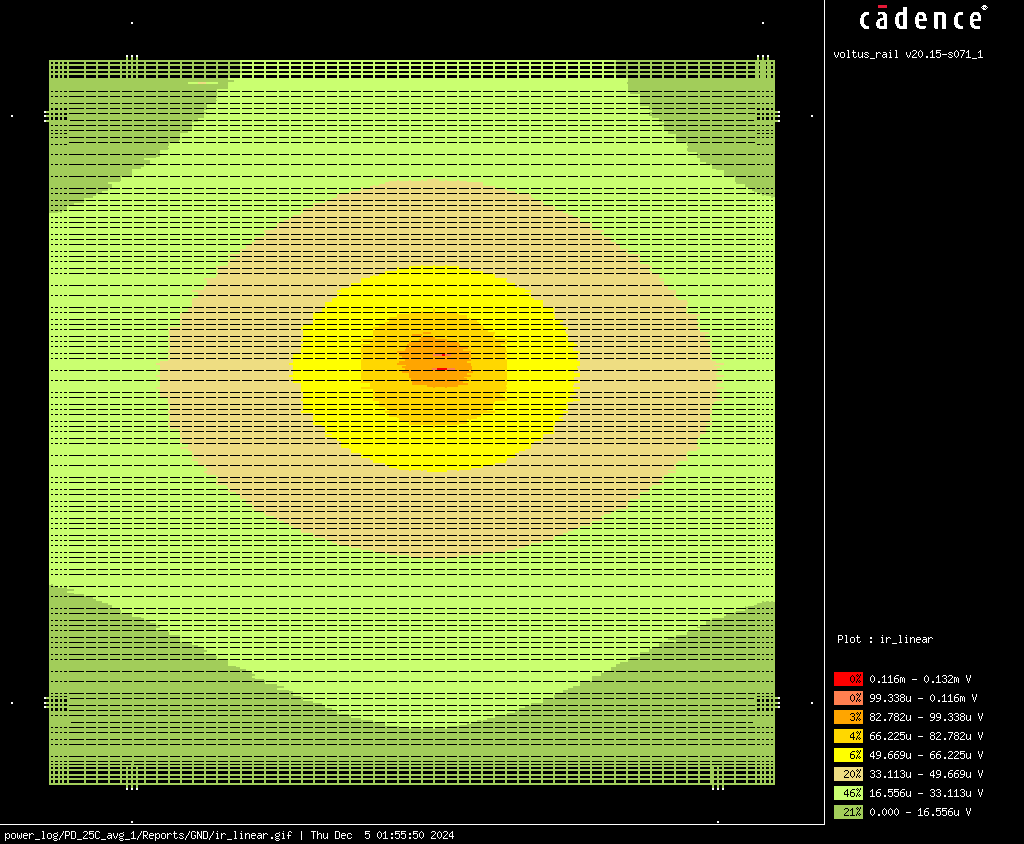 cādence®
voltus_rail v20.15-s071_1
Plot : ir_linear
0% 0.116m - 0.132m V
0% 99.338u - 0.116m V
3% 82.782u - 99.338u V
4% 66.225u - 82.782u V
6% 49.669u - 66.225u V
20% 33.113u - 49.669u V
46% 16.556u - 33.113u V
21% 0.000 - 16.556u V
power_log/PD_25C_avg_1/Reports/GND/ir_linear.gif | Thu Dec  5 01:55:50 2024